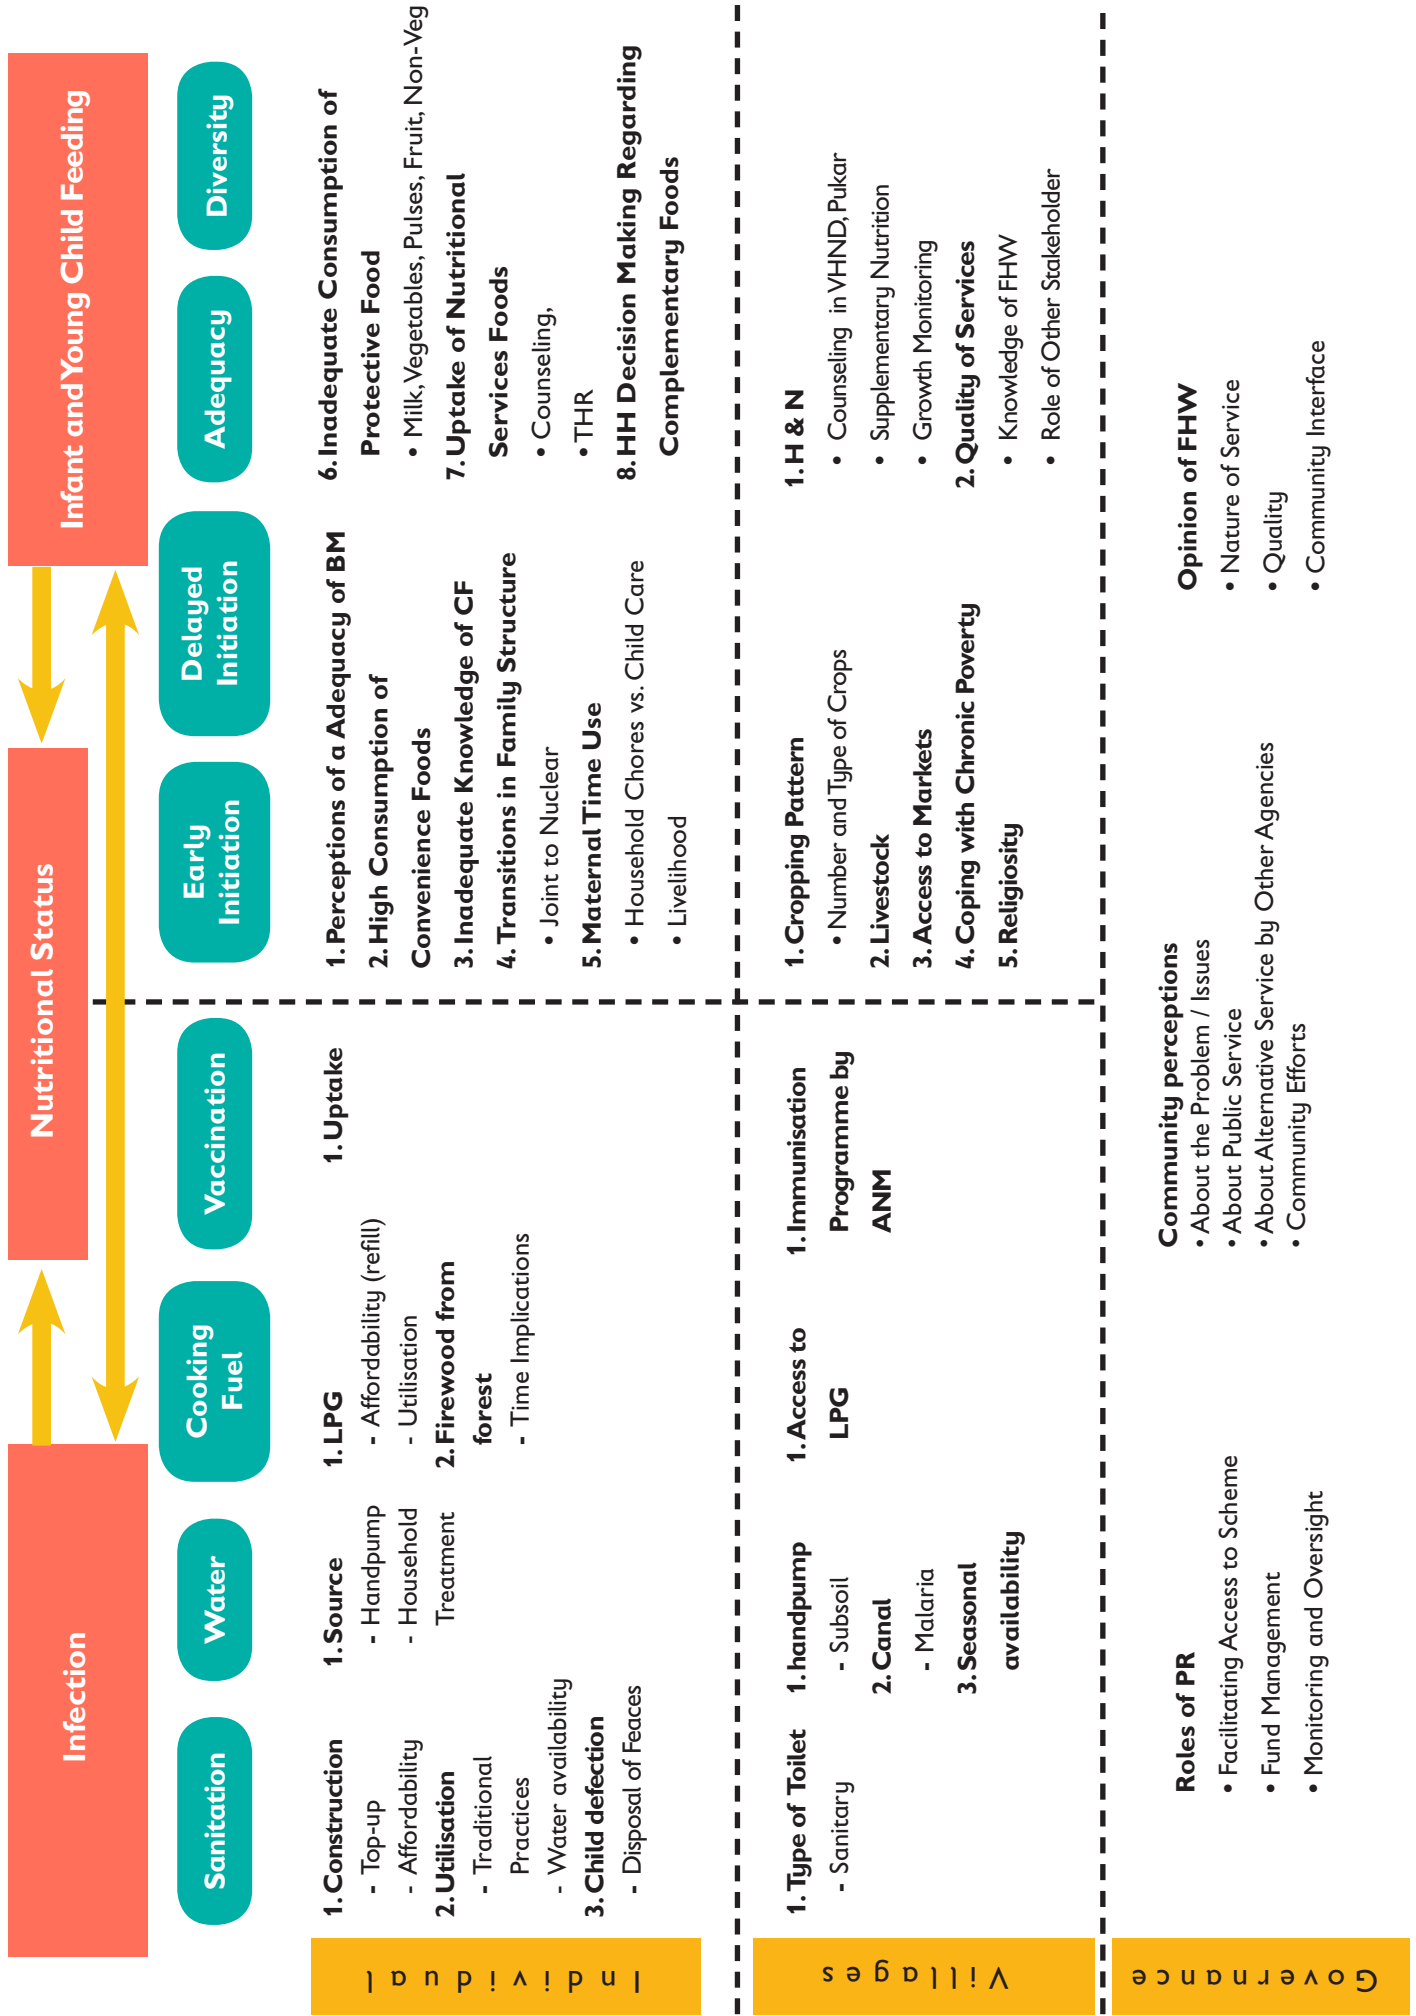 Infection
Nutritional Status
Infant and Young Child Feeding
Sanitation
Water
Cooking
Fuel
Vaccination
Early
Initiation
Delayed
Initiation
Adequacy
Diversity
Individual
1. Construction
- Top-up
- Affordability
2. Utilisation
- Traditional
Practices
- Water availability
3. Child defection
- Disposal of Feaces
1. Source
- Handpump
- Household
Treatment
1. LPG
- Affordability (refill)
- Utilisation
2. Firewood from
forest
- Time Implications
1. Uptake
1. Perceptions of a Adequacy of BM
2. High Consumption of
Convenience Foods
3. Inadequate Knowledge of CF
4. Transitions in Family Structure
• Joint to Nuclear
5. Maternal Time Use
• Household Chores vs. Child Care
• Livelihood
6. Inadequate Consumption of
Protective Food
• Milk, Vegetables, Pulses, Fruit, Non-Veg
7. Uptake of Nutritional
Services Foods
• Counseling,
• THR
8. HH Decision Making Regarding
Complementary Foods
Villages
1. Type of Toilet
- Sanitary
1. handpump
- Subsoil
2. Canal
- Malaria
3. Seasonal
availability
1. Access to
LPG
1. Immunisation
Programme by
ANM
1. Cropping Pattern
• Number and Type of Crops
2. Livestock
3. Access to Markets
4. Coping with Chronic Poverty
5. Religiosity
1. H & N
• Counseling in VHND, Pukar
• Supplementary Nutrition
• Growth Monitoring
2. Quality of Services
• Knowledge of FHW
• Role of Other Stakeholder
Governance
Roles of PR
• Facilitating Access to Scheme
• Fund Management
• Monitoring and Oversight
Community perceptions
• About the Problem / Issues
• About Public Service
• About Alternative Service by Other Agencies
• Community Efforts
Opinion of FHW
• Nature of Service
• Quality
• Community Interface